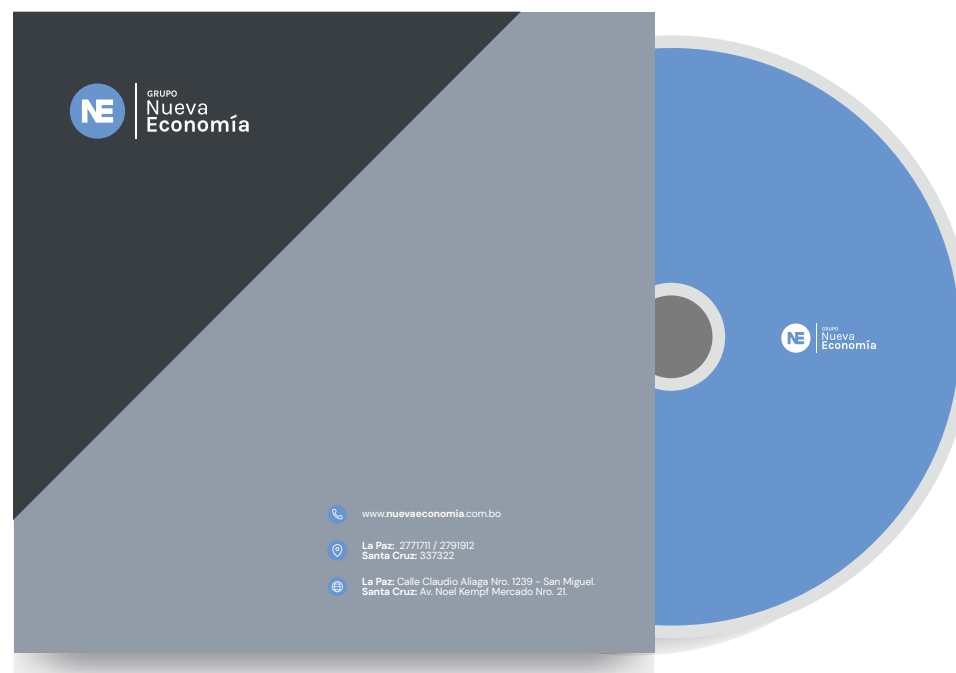 NE
GRUPO
Nueva
Economía
NE
GRUPO
Nueva
Economía
www.nuevaeconomia.com.bo
La Paz: 2771711 / 2791912
Santa Cruz: 337322
La Paz: Calle Claudio Aliaga Nro. 1239 - San Miguel.
Santa Cruz: Av. Noel Kempf Mercado Nro. 21.